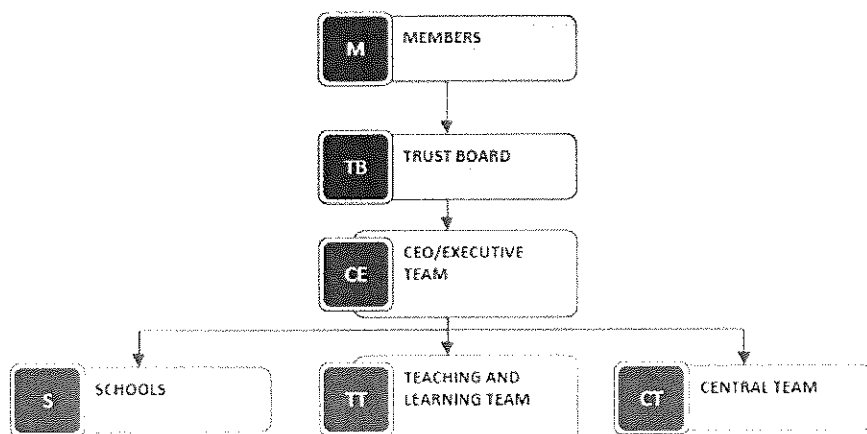 M
MEMBERS
TB
TRUST BOARD
CE
CEO/EXECUTIVE
TEAM
S
SCHOOLS
TT
TEACHING AND
LEARNING TEAM
CT
CENTRAL TEAM